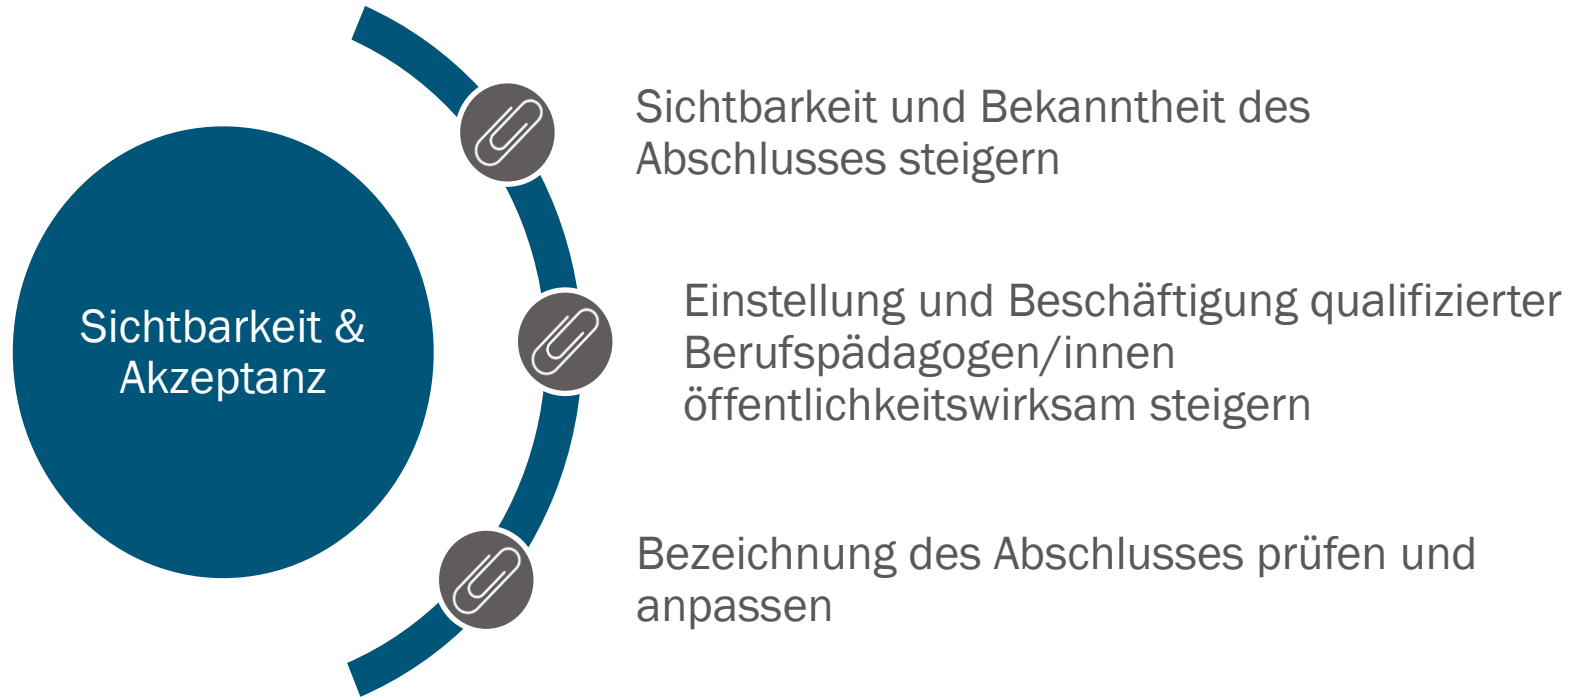 Sichtbarkeit &
Akzeptanz
Sichtbarkeit und Bekanntheit des
Abschlusses steigern
Einstellung und Beschäftigung qualifizierter
Berufspädagogen/innen
öffentlichkeitswirksam steigern
Bezeichnung des Abschlusses prüfen und
anpassen